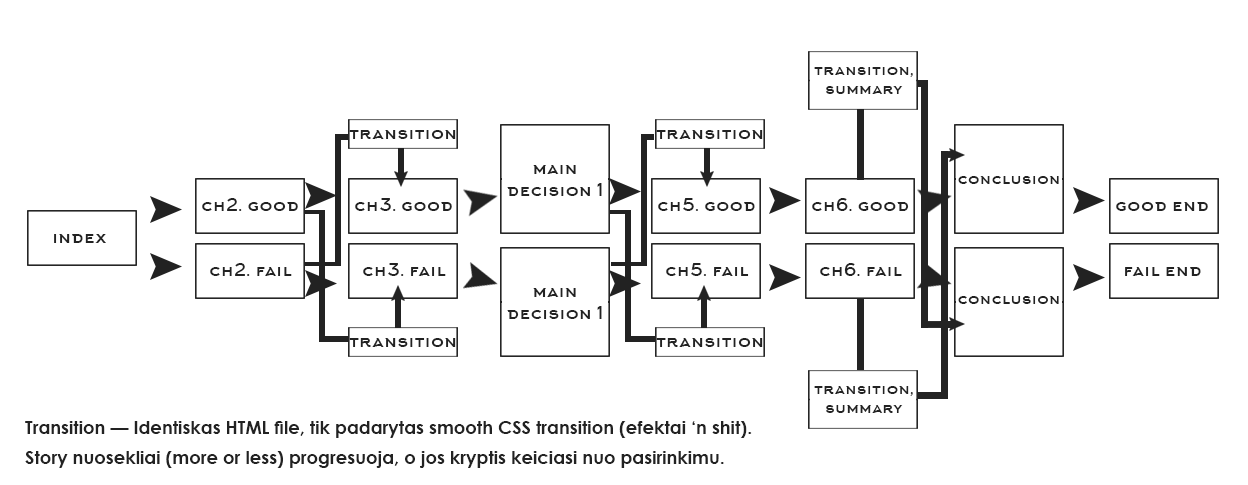 TRANSITION,
SUMMARY
TRANSITION
TRANSITION
MAIN
DECISION 1
CONCLUSION
CH2. GOOD
CH3. GOOD
CH5. GOOD
CH6. GOOD
GOOD END
INDEX
CH2. FAIL
CH3. FAIL
CH5. FAIL
CH6. FAIL
FAIL END
MAIN
DECISION 1
CONCLUSION
TRANSITION
TRANSITION
TRANSITION,
SUMMARY
Transition — Identiskas HTML file, tik padarytas smooth CSS transition (efektai ‘n shit).
Story nuosekliai (more or less) progresuoja, o jos kryptis keiciasi nuo pasirinkimu.